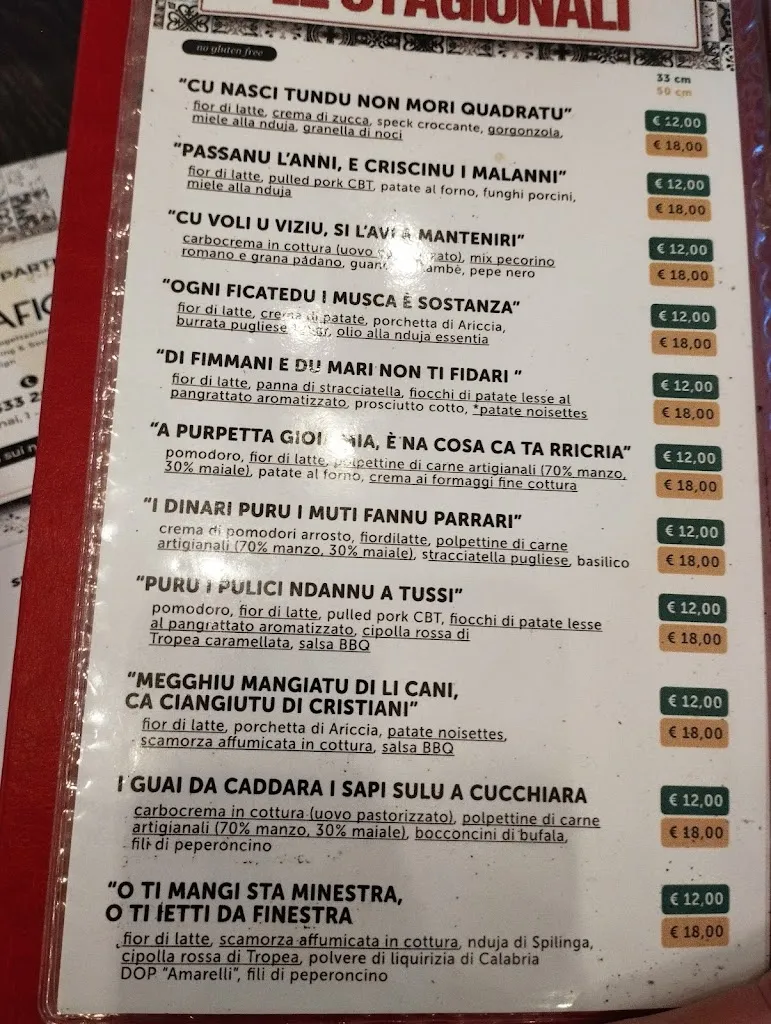 LE STAGIONALI
no gluten free
33 cm
50 cm
"CU NASCI TUNDU NON MORI QUADRATU"
fior di latte, crema di zucca, speck croccante, gorgonzola,
miele alla nduja, granella di noci
€ 12,00
€ 18,00
"PASSANU L'ANNI, E CRISCINU I MALANNI"
fior di latte, pulled pork CBT, patate al forno, funghi porcini,
miele alla nduja
€ 12,00
€ 18,00
"CU VOLI U VIZIU, SI L'AVI A MANTENIRI"
carbocrema in cottura (uovo
mix pecorino
romano e grana padano,
pepe nero
€ 12,00
€ 18,00
"OGNI FICATEDU I MUSCA È SOSTANZA"
fior di latte, crema di patate, porchetta di Ariccia,
burrata pugliese
olio alla nduja essentia
€ 12,00
€ 18,00
"DI FIMMANI E DU MARI NON TI FIDARI "
fior di latte, panna di stracciatella, fiocchi di patate lesse al
pangrattato aromatizzato, prosciutto cotto, *patate noisettes
€ 12,00
€ 18,00
"A PURPETTA
MIA, È NA COSA CA TA RRICRIA"
pomodoro, fior di latte, polpettine di carne artigianali (70% manzo,
30% maiale), patate al forno, crema ai formaggi fine cottura
€ 12,00
€ 18,00
"I DINARI PURU I MUTI FANNU PARRARI"
crema di pomodori arrosto, fiordilatte, polpettine di carne
artigianali (70% manzo, 30% maiale), stracciatella pugliese, basilico
€ 12,00
€ 18,00
"PURU I PULICI NDANNU A TUSSI"
pomodoro, fior di latte, pulled pork CBT, fiocchi di patate lesse
al pangrattato aromatizzato, cipolla rossa di
Tropea caramellata, salsa BBQ
€ 12,00
€ 18,00
"MEGGHIU MANGIATU DI LI CANI,
CA CIANGIUTU DI CRISTIANI"
fior di latte, porchetta di Ariccia, patate noisettes,
scamorza affumicata in cottura, salsa BBQ
€ 12,00
€ 18,00
I GUAI DA CADDARA I SAPI SULU A CUCCHIARA
carbocrema in cottura (uovo pastorizzato), polpettine di carne
artigianali (70% manzo, 30% maiale), bocconcini di bufala,
fili di peperoncino
€ 12,00
€ 18,00
"O TI MANGI STA MINESTRA,
O TI IETTI DA FINESTRA
fior di latte, scamorza affumicata in cottura, nduja di Spilinga,
cipolla rossa di Tropea, polvere di liquirizia di Calabria
DOP "Amarelli", fili di peperoncino
€ 12,00
€ 18,00